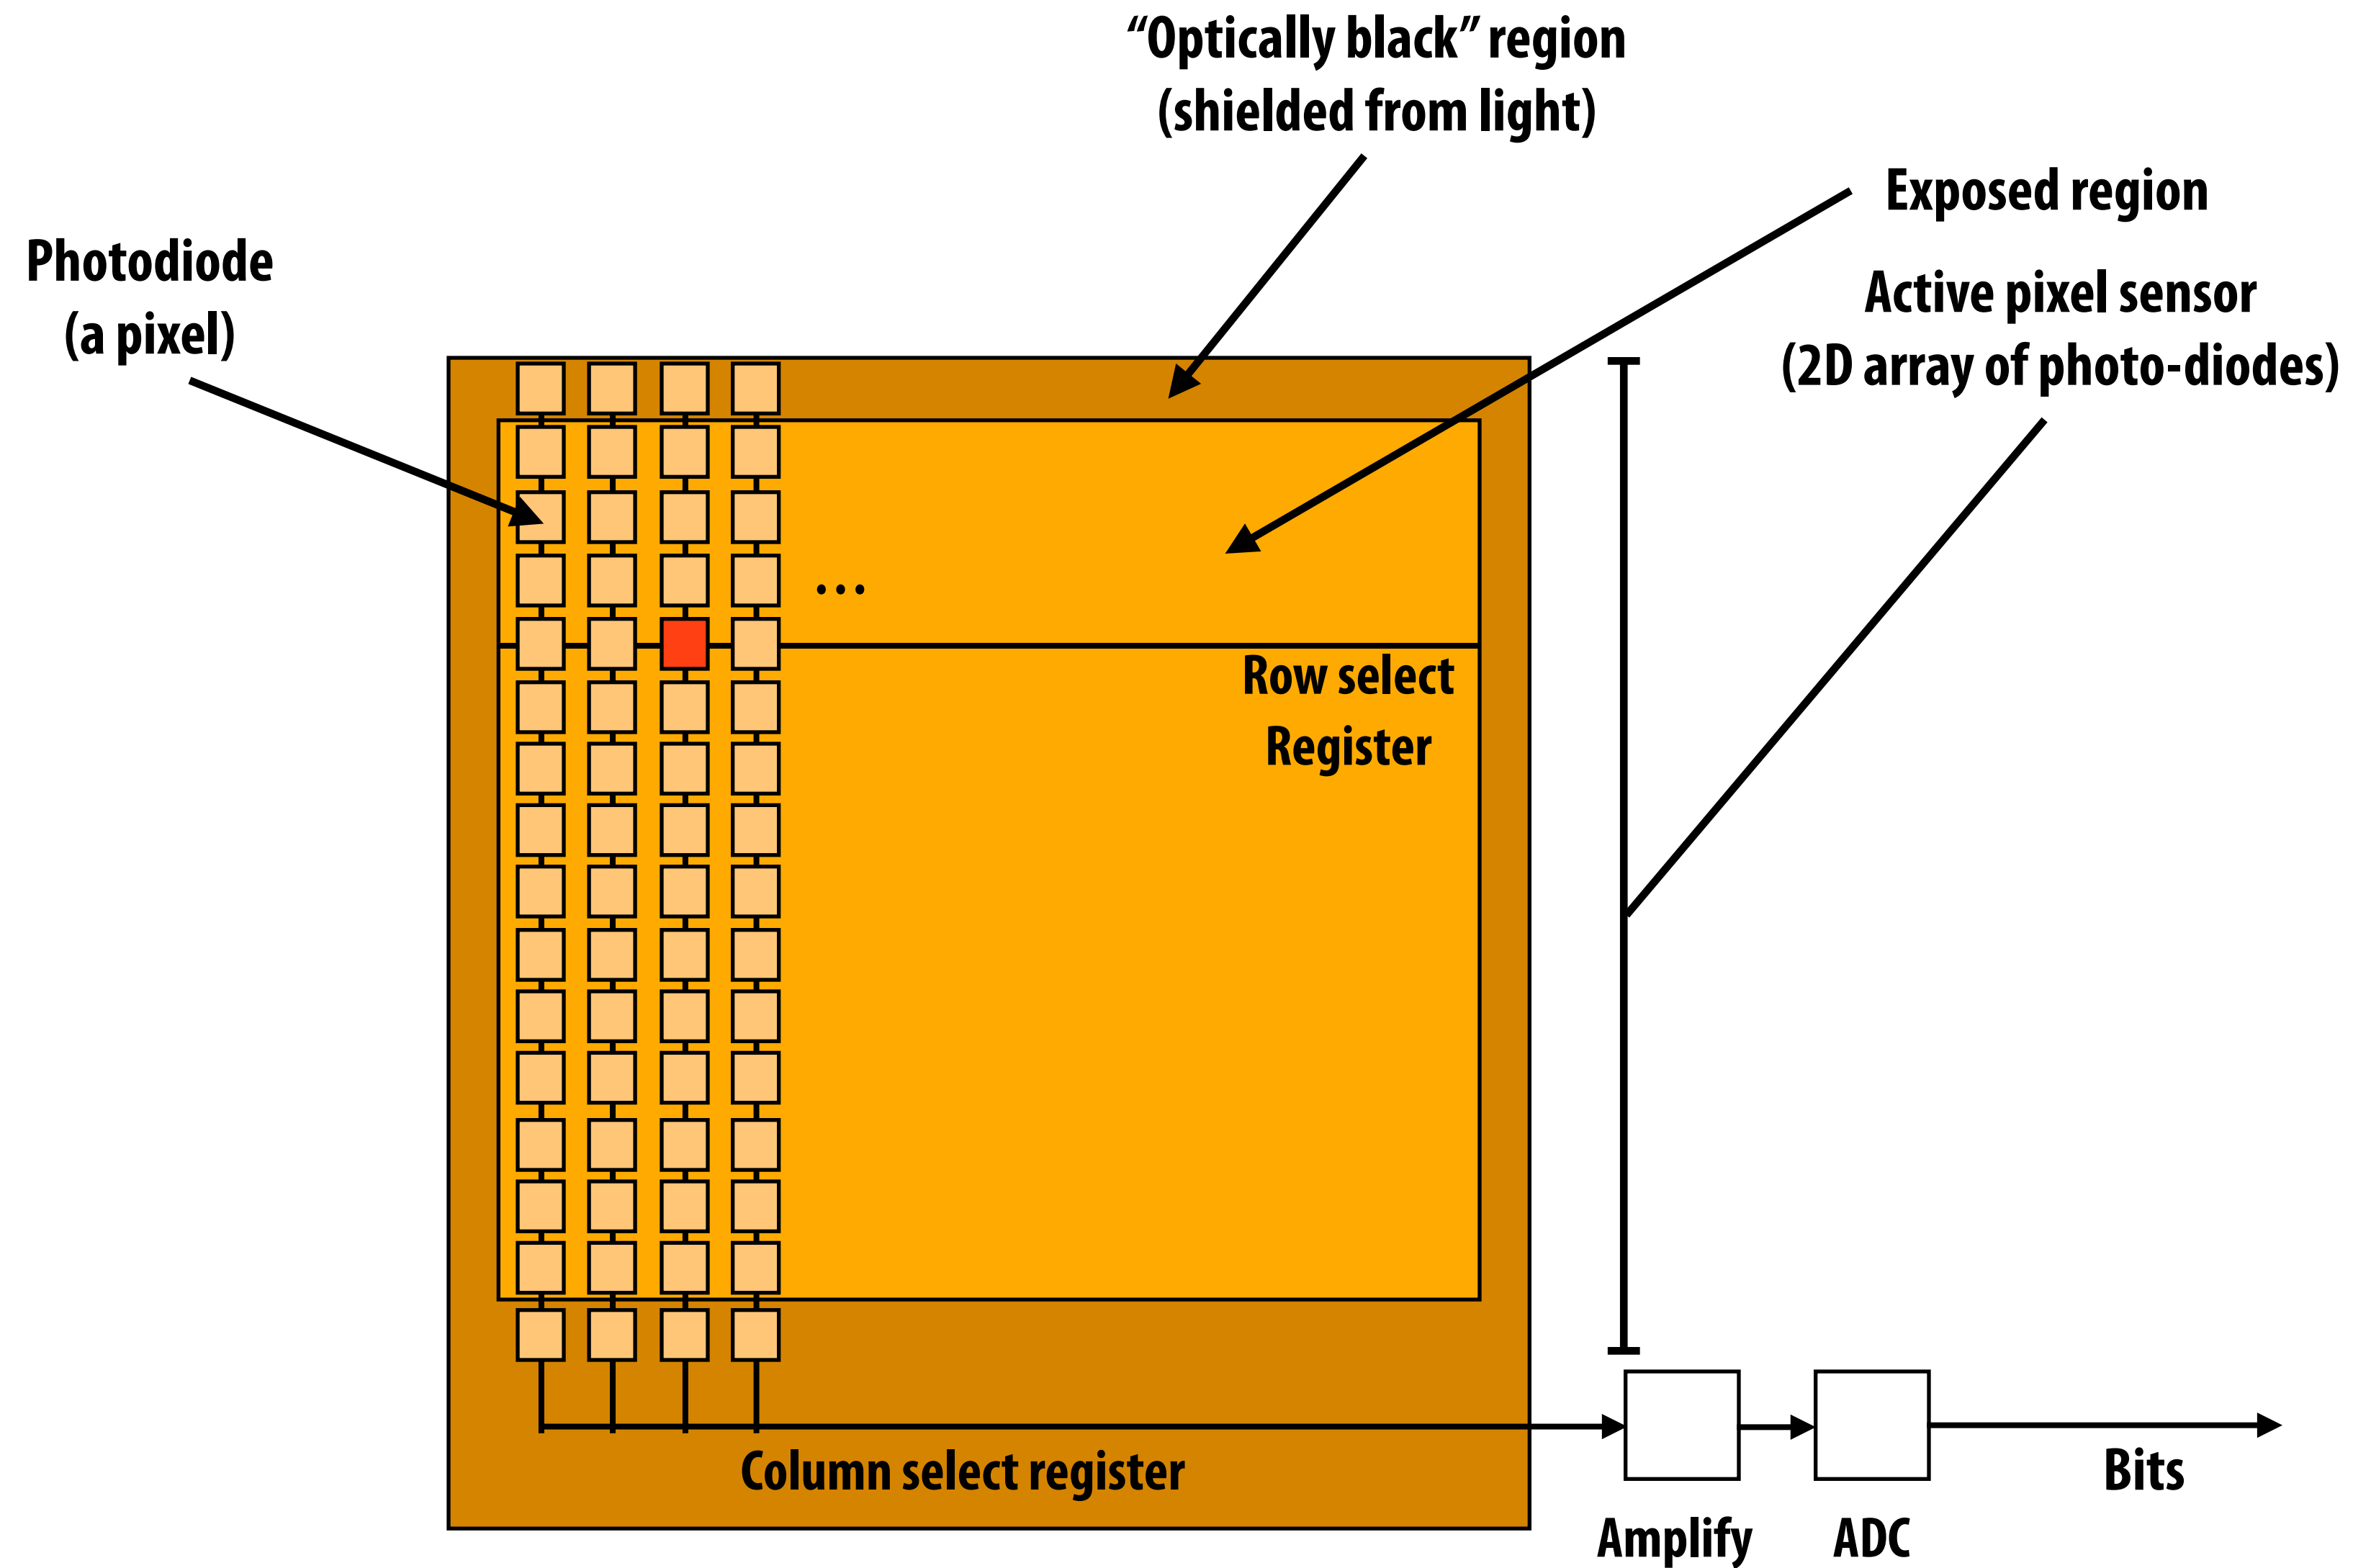 “Optically black” region
(shielded from light)
Exposed region
Photodiode
(a pixel)
Active pixel sensor
(2D array of photo-diodes)
...
Row select
Register
Column select register
Bits
Amplify
ADC